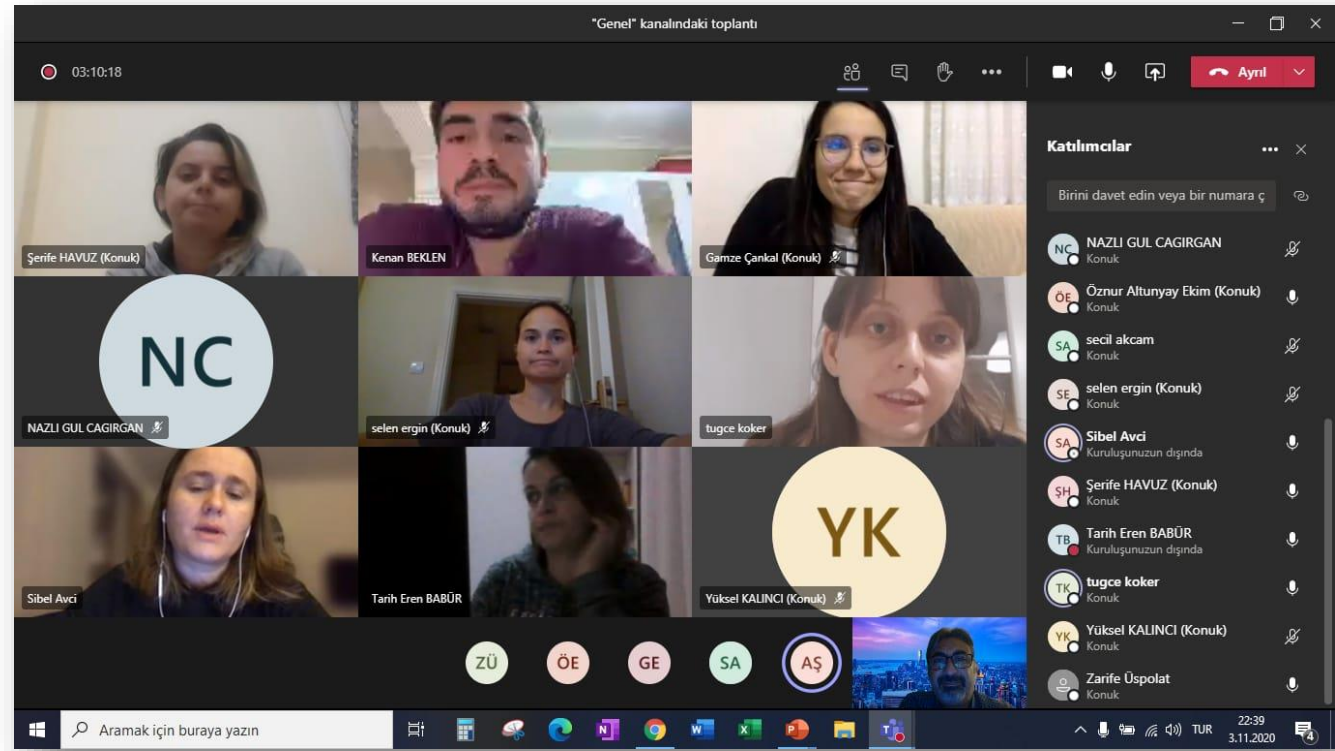 "Genel" kanalındaki toplantı
03:10:18
Ayrıl
Şerife HAVUZ (Konuk)
Kenan BEKLEN
Gamze Çankal (Konuk)
NC
NAZLI GUL CAGIRGAN
selen ergin (Konuk)
tugce koker
Sibel Avci
Tarih Eren BABÜR
YK
Yüksel KALINCI (Konuk)
ZÜ
ÖE
GE
SA
AŞ
Katılımcılar
Birini davet edin veya bir numara ç
NC
NAZLI GUL CAGIRGAN
Konuk
ÖE
Öznur Altunyay Ekim (Konuk)
Konuk
SA
secil akcam
Konuk
SE
selen ergin (Konuk)
Konuk
SA
Sibel Avci
Kuruluşunuzun dışında
ŞH
Şerife HAVUZ (Konuk)
Konuk
TB
Tarih Eren BABÜR
Kuruluşunuzun dışında
TK
tugce koker
Konuk
YK
Yüksel KALINCI (Konuk)
Konuk
Zarife Üspolat
Konuk
Aramak için buraya yazın
TUR
22:39
3.11.2020
4